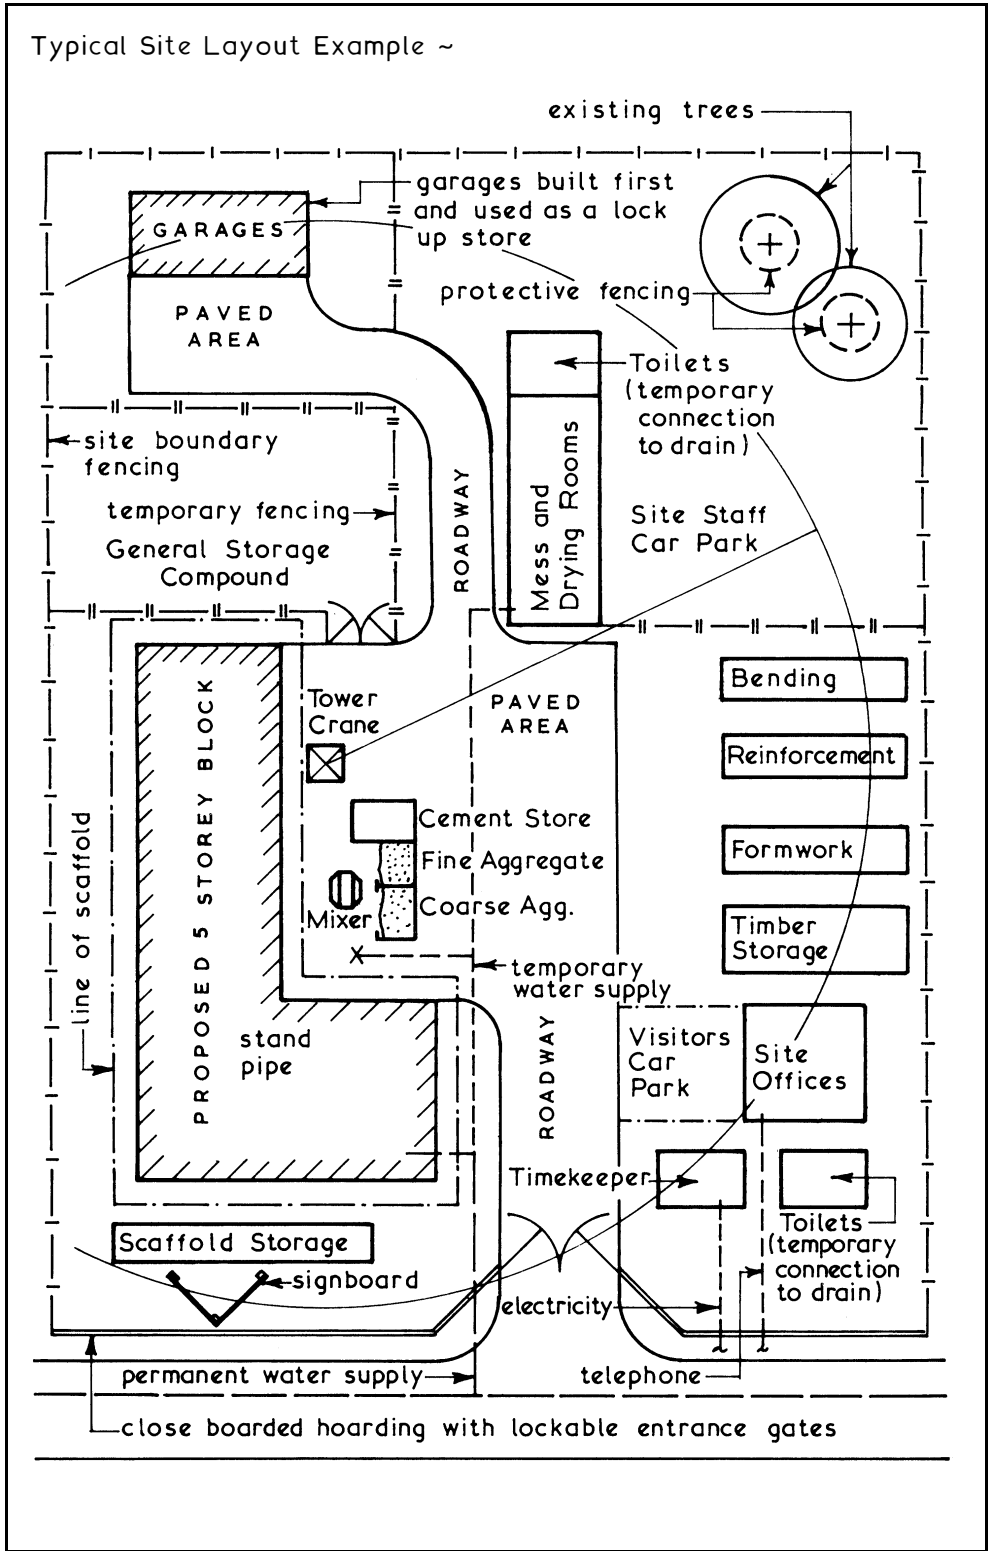 Typical Site Layout Example ~
existing trees
garages built first
and used as a lock
up store
GARAGES
protective fencing
PAVED
AREA
Toilets
(temporary
connection
to drain)
site boundary
fencing
temporary fencing
General Storage
Compound
ROADWAY
Mess and
Drying Rooms
Site Staff
Car Park
Bending
Tower
Crane
PAVED
AREA
Reinforcement
PROPOSED 5 STOREY BLOCK
line of scaffold
Cement Store
Fine Aggregate
Formwork
Mixer
Coarse Agg.
Timber
Storage
X
temporary
water supply
stand
pipe
ROADWAY
Visitors
Car
Park
Site
Offices
Timekeeper
Toilets
(temporary
connection
to drain)
Scaffold Storage
signboard
electricity
permanent water supply
telephone
close boarded hoarding with lockable entrance gates